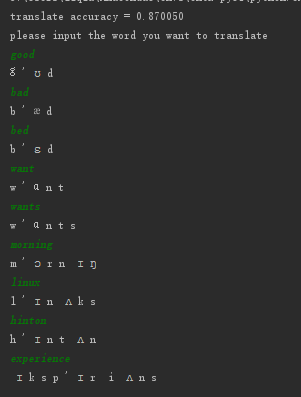 translate accuracy = 0.870050
please input the word you want to translate
good
ɡ ˈ ʊ d
bad
b ˈ æ d
bed
b ˈ ɛ d
want
w ˈ ɑ n t
wants
w ˈ ɑ n t s
morning
m ˈ ɔ r n ɪ ŋ
linux
l ˈ ɪ n ʌ k s
hinton
h ˈ ɪ n t ʌ n
experience
ɪ k s p ˈ ɪ r i ʌ n s